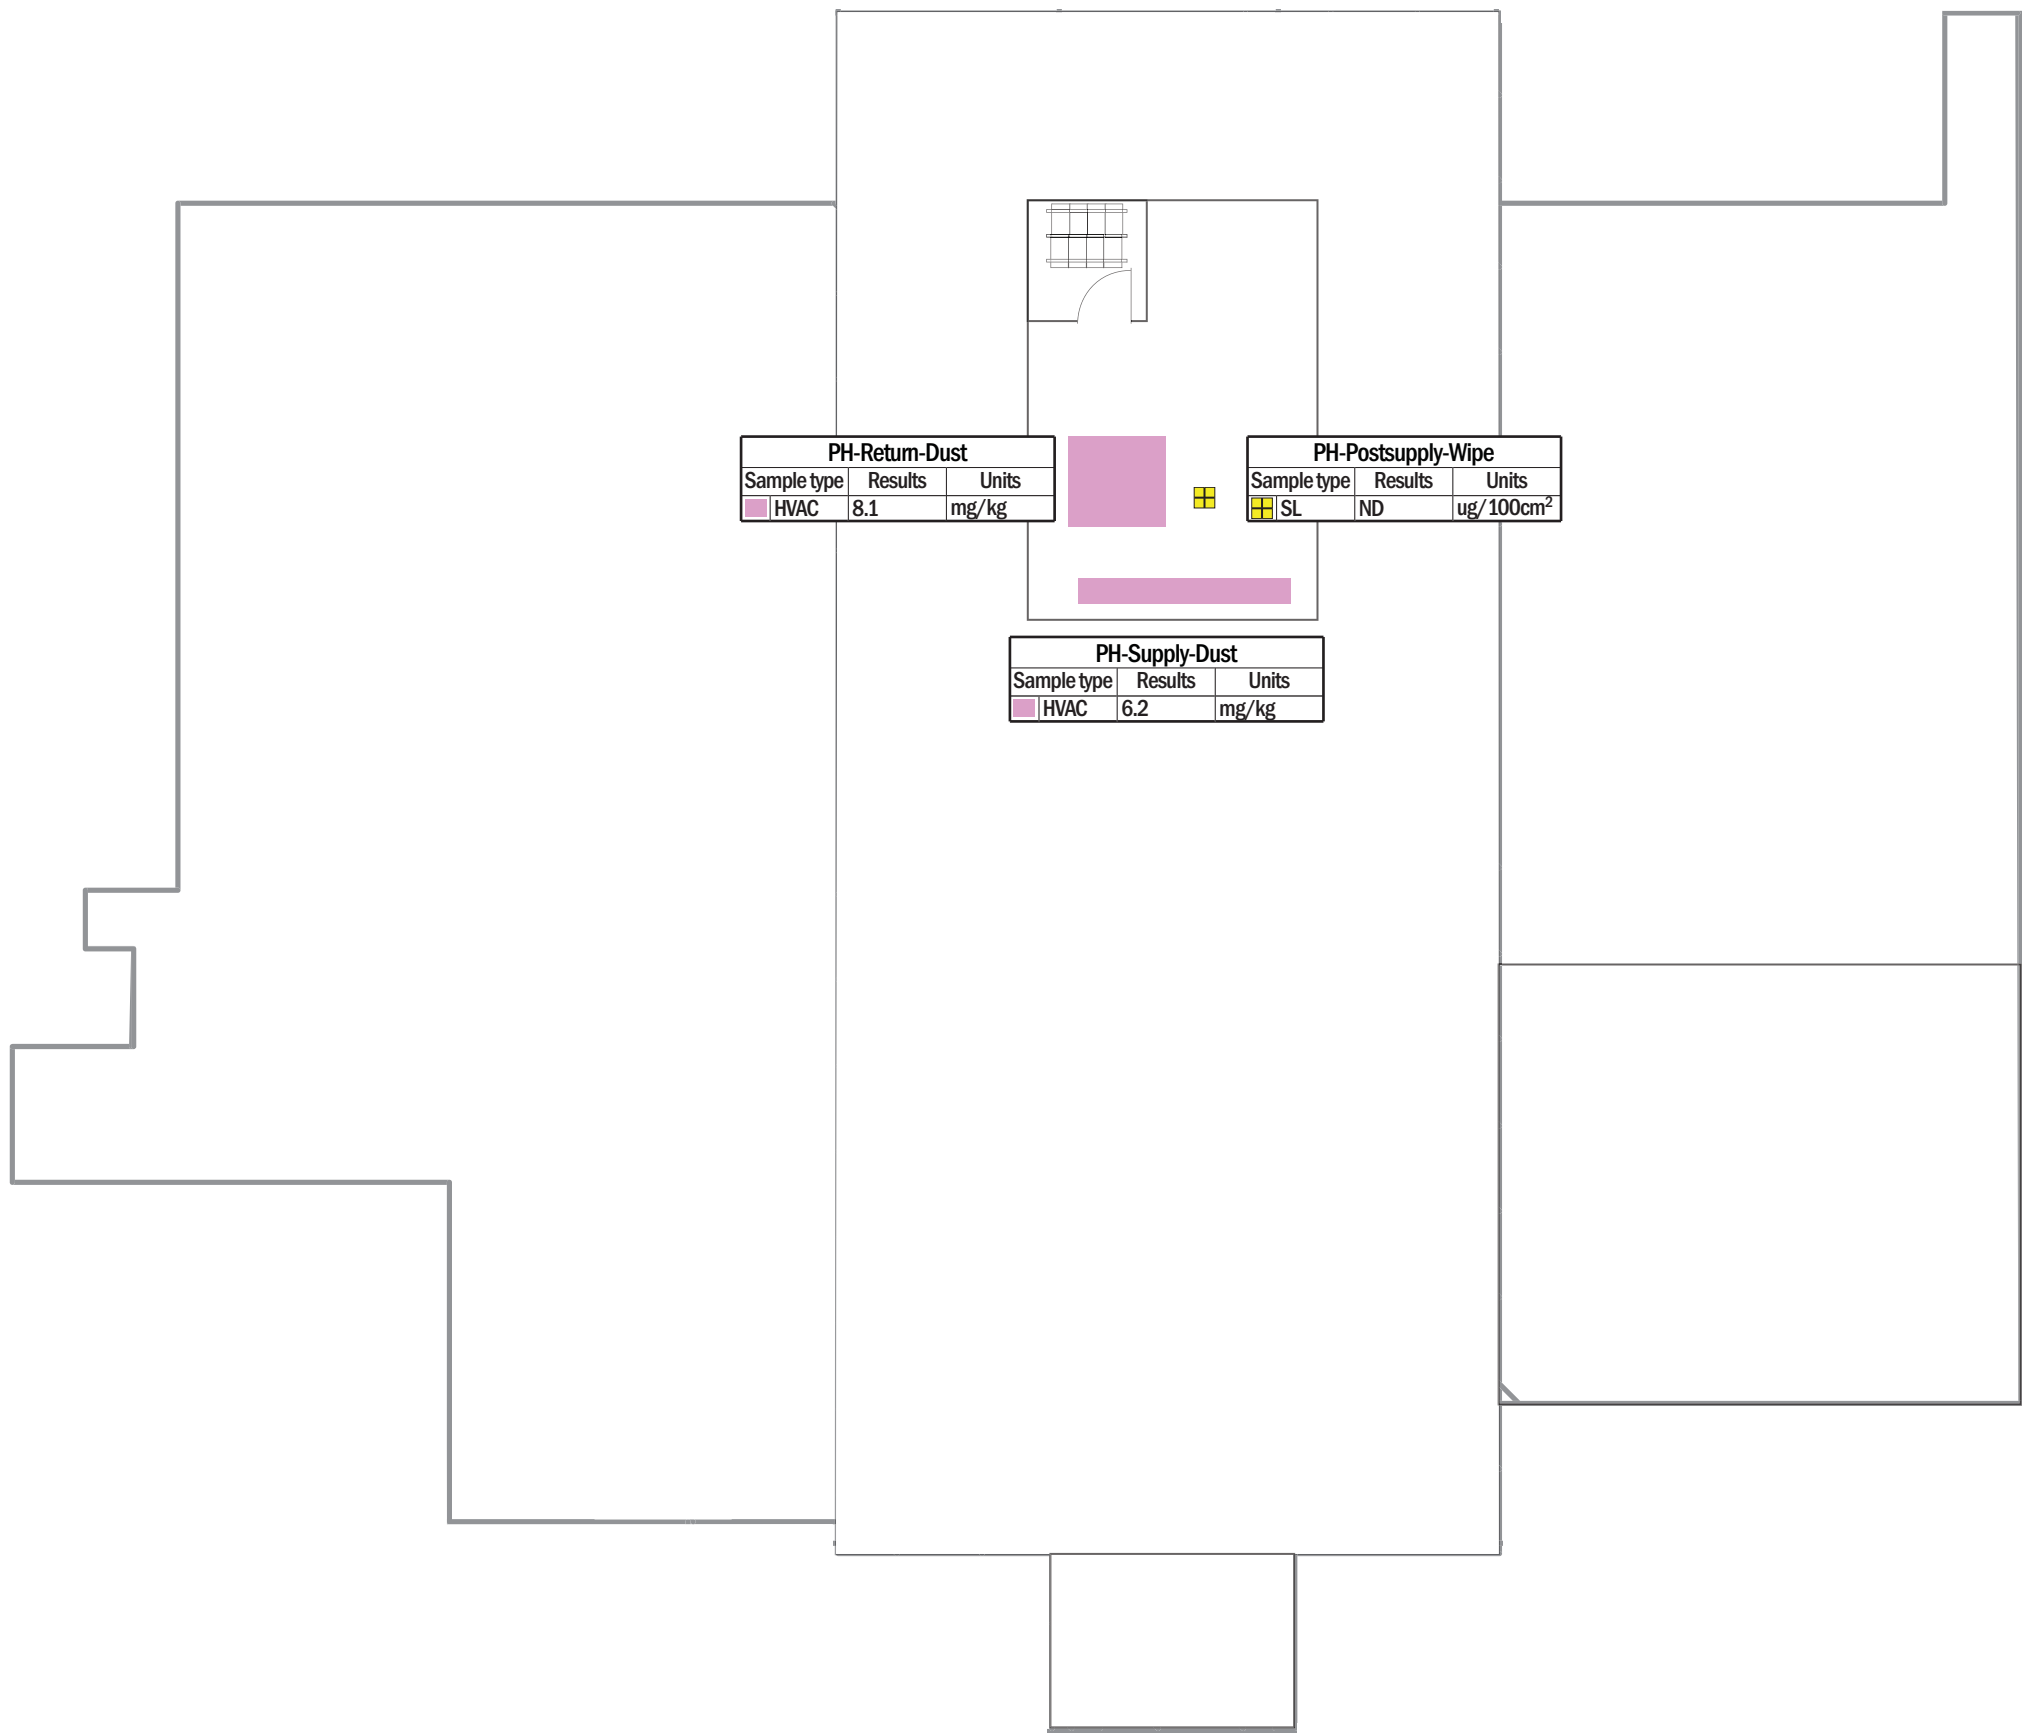 PH-Return-Dust
Sample type Results Units
HVAC 8.1 mg/kg
PH-Postsupply-Wipe
Sample type Results Units
SL ND ug/100cm²
PH-Supply-Dust
Sample type Results Units
HVAC 6.2 mg/kg